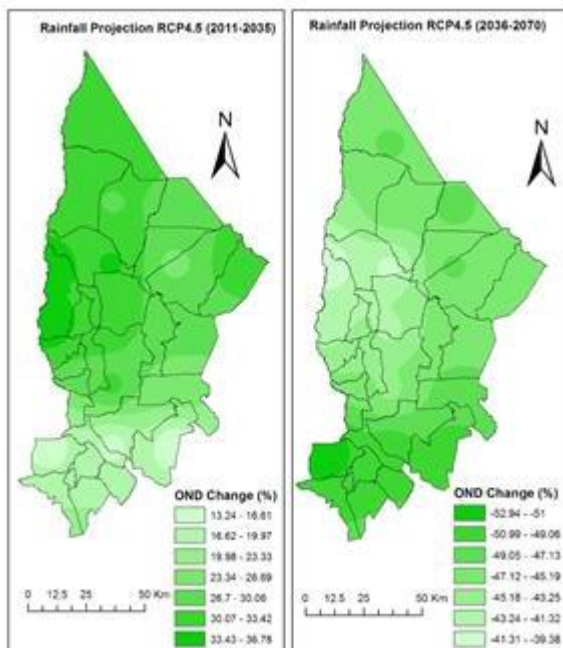 Rainfall Projection RCP4.5 (2011-2035)
N
OND Change (%)
13.24 - 16.61
16.62 - 19.97
19.98 - 23.33
23.34 - 26.69
26.7 - 30.06
30.07 - 33.42
33.43 - 36.78
0 12.5 25 50 Km
Rainfall Projection RCP4.5 (2036-2070)
N
OND Change (%)
-52.94 - -51
-50.99 - -49.06
-49.05 - -47.13
-47.12 - -45.19
-45.18 - -43.25
-43.24 - -41.32
-41.31 - -39.38
0 12.5 25 50 Km